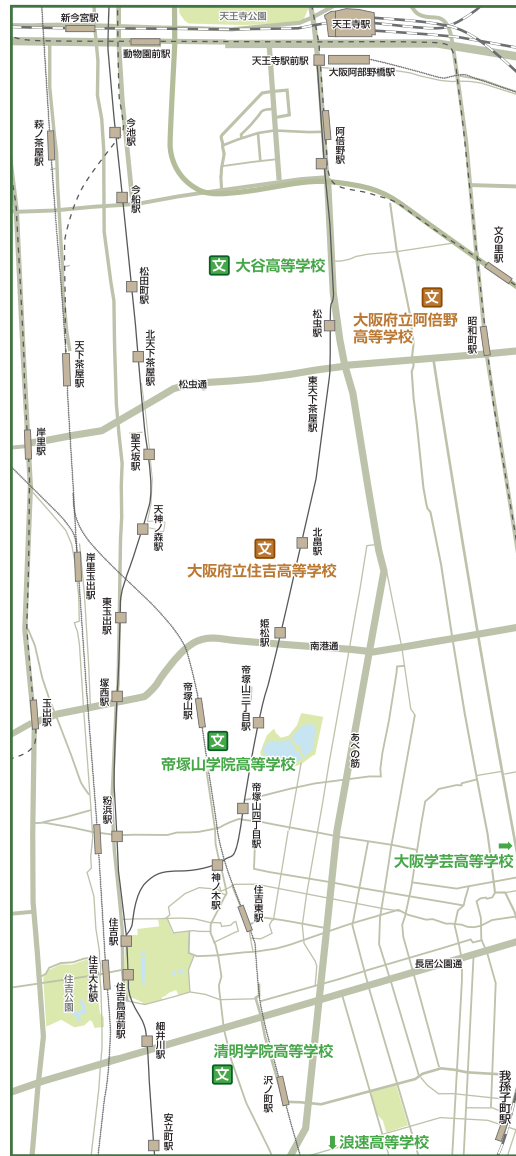 新今宮駅
天王寺公園
天王寺駅
動物園前駅
天王寺駅前駅
大阪阿部野橋駅
萩ノ茶屋駅
今池駅
阿倍野駅
今船駅
文の里駅
大谷高等学校
松田町駅
大阪府立阿倍野
高等学校
松虫駅
昭和町駅
北天下茶屋駅
天下茶屋駅
松虫通
東天下茶屋駅
岸里駅
聖天坂駅
天神ノ森駅
北畠駅
岸里玉出駅
大阪府立住吉高等学校
東玉出駅
姫松駅
南港通
塚西駅
帝塚山駅
帝塚山三丁目駅
玉出駅
あべの筋
帝塚山学院高等学校
粉浜駅
帝塚山四丁目駅
大阪学芸高等学校
神ノ木駅
住吉東駅
住吉駅
住吉大社駅
住吉公園
住吉鳥居前駅
長居公園通
細井川駅
清明学院高等学校
沢ノ町駅
我孫子町駅
安立町駅
浪速高等学校